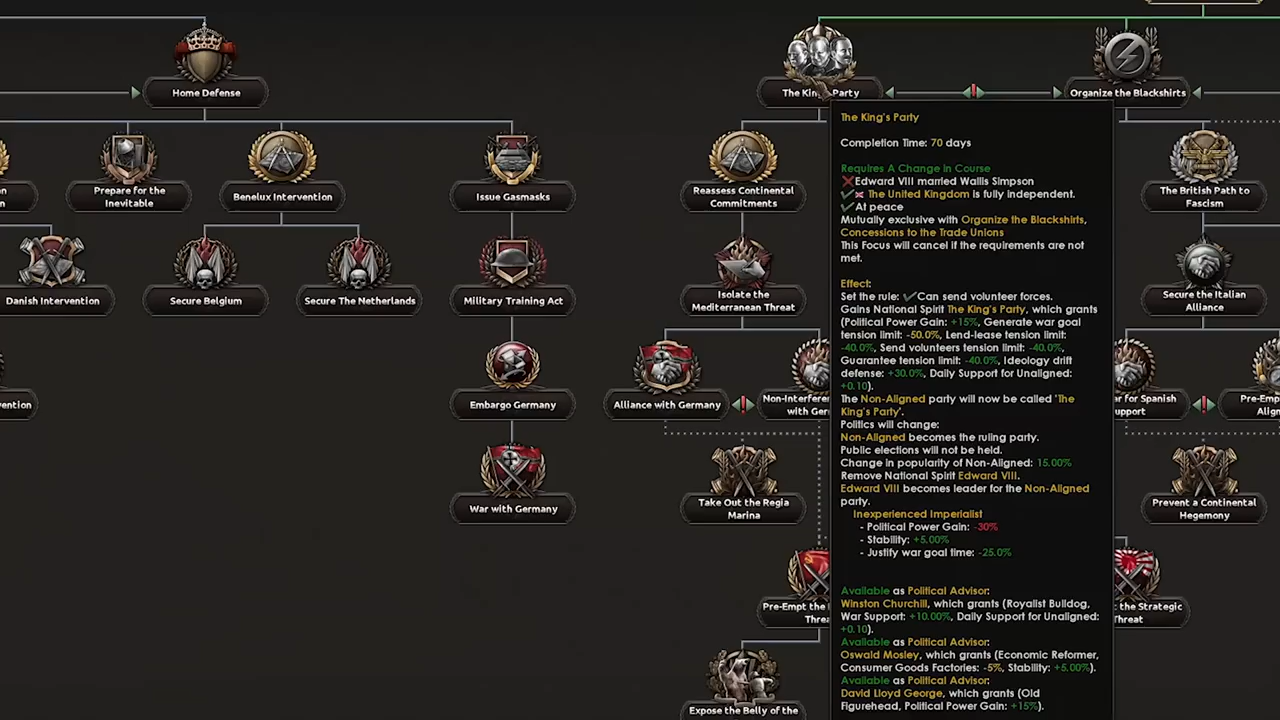 Home Defense
The King's Party
Organize the Blackshirts
Prepare for the
Inevitable
Benelux Intervention
Issue Gasmasks
Reassess Continental
Commitments
The British Path to
Fascism
Danish Intervention
Secure Belgium
Secure The Netherlands
Military Training Act
Isolate the
Mediterranean Threat
Secure the Italian
Alliance
Embargo Germany
Alliance with Germany
War with Germany
Take Out the Regia
Marina
Prevent a Continental
Hegemony
Expose the Belly of the
The King's Party
Completion Time: 70 days
Requires A Change in Course
Edward VIII married Wallis Simpson
The United Kingdom is fully independent.
At peace
Mutually exclusive with Organize the Blackshirts,
Concessions to the Trade Unions
This Focus will cancel if the requirements are not
met.
Effect:
Set the rule: Can send volunteer forces.
Gains National Spirit The King's Party, which grants
(Political Power Gain: +15%, Generate war goal
tension limit: -50.0%, Lend-lease tension limit:
-40.0%, Send volunteers tension limit: -40.0%,
Guarantee tension limit: -40.0%, Ideology drift
defense: +30.0%, Daily Support for Unaligned:
+0.10).
The Non-Aligned party will now be called 'The
King's Party'.
Politics will change:
Non-Aligned becomes the ruling party.
Public elections will not be held.
Change in popularity of Non-Aligned: 15.00%
Remove National Spirit Edward VIII.
Edward VIII becomes leader for the Non-Aligned
party.
Inexperienced Imperialist
- Political Power Gain: -30%
- Stability: +5.00%
- Justify war goal time: -25.0%
Available as Political Advisor:
Winston Churchill, which grants (Royalist Bulldog,
War Support: +10.00%, Daily Support for Unaligned:
+0.10).
Available as Political Advisor:
Oswald Mosley, which grants (Economic Reformer,
Consumer Goods Factories: -5%, Stability: +5.00%).
Available as Political Advisor:
David Lloyd George, which grants (Old
Figurehead, Political Power Gain: +15%).